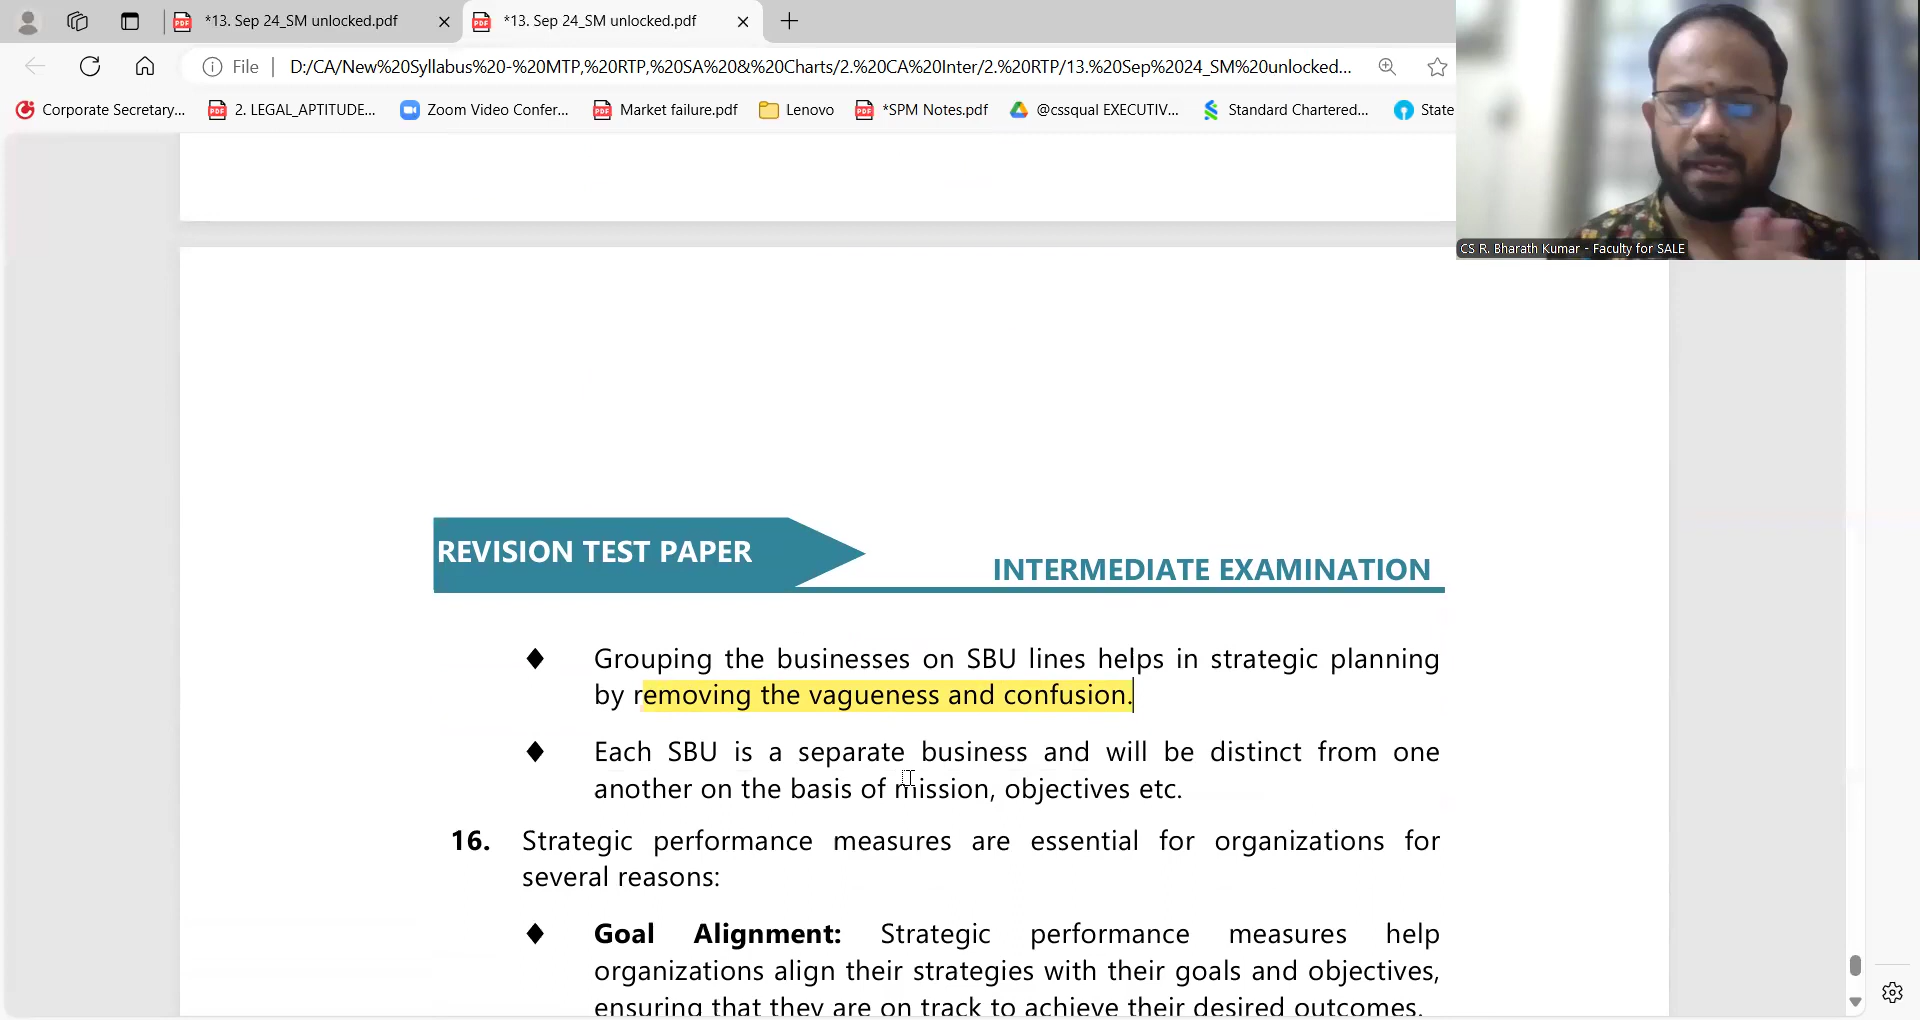 *13. Sep 24_SM unlocked.pdf
*13. Sep 24_SM unlocked.pdf
File
D:/CA/New%20Syllabus%20-%20MTP,%20RTP,%20SA%20&%20Charts/2.%20CA%20Inter/2.%20RTP/13.%20Sep%2024_SM%20unlocked...
Corporate Secretary...
2. LEGAL_APTITUDE...
Zoom Video Confer...
Market failure.pdf
Lenovo
*SPM Notes.pdf
@cssqual EXECUTIV...
Standard Chartered...
State
CS R. Bharath Kumar - Faculty for SALE
REVISION TEST PAPER
INTERMEDIATE EXAMINATION
♦ Grouping the businesses on SBU lines helps in strategic planning
by removing the vagueness and confusion.
♦ Each SBU is a separate business and will be distinct from one
another on the basis of mission, objectives etc.
16. Strategic performance measures are essential for organizations for
several reasons:
♦ Goal Alignment: Strategic performance measures help
organizations align their strategies with their goals and objectives,
ensuring that they are on track to achieve their desired outcomes.